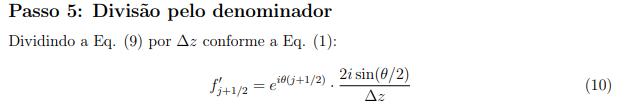 Passo 5: Divisão pelo denominador
Dividindo a Eq. (9) por Δz conforme a Eq. (1):
f′_{j+1/2} = e^{iθ(j+1/2)} · \frac{2i sin(θ/2)}{Δz} (10)